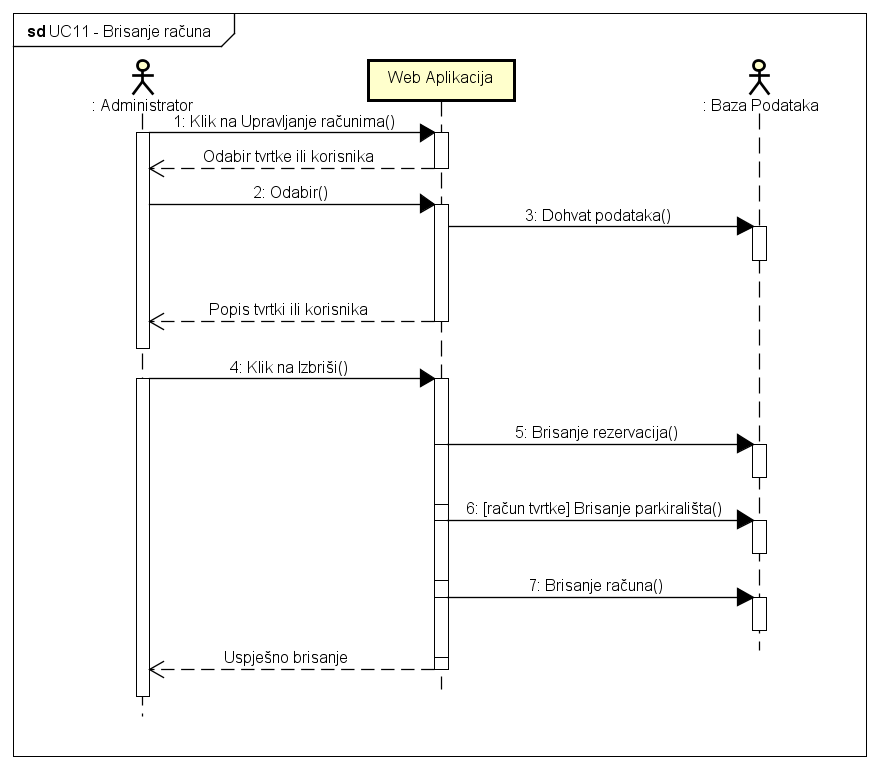 sd UC11 - Brisanje računa
: Administrator
Web Aplikacija
: Baza Podataka
1: Klik na Upravljanje računima()
Odabir tvrtke ili korisnika
2: Odabir()
3: Dohvat podataka()
Popis tvrtki ili korisnika
4: Klik na Izbriši()
5: Brisanje rezervacija()
6: [račun tvrtke] Brisanje parkirališta()
7: Brisanje računa()
Uspješno brisanje